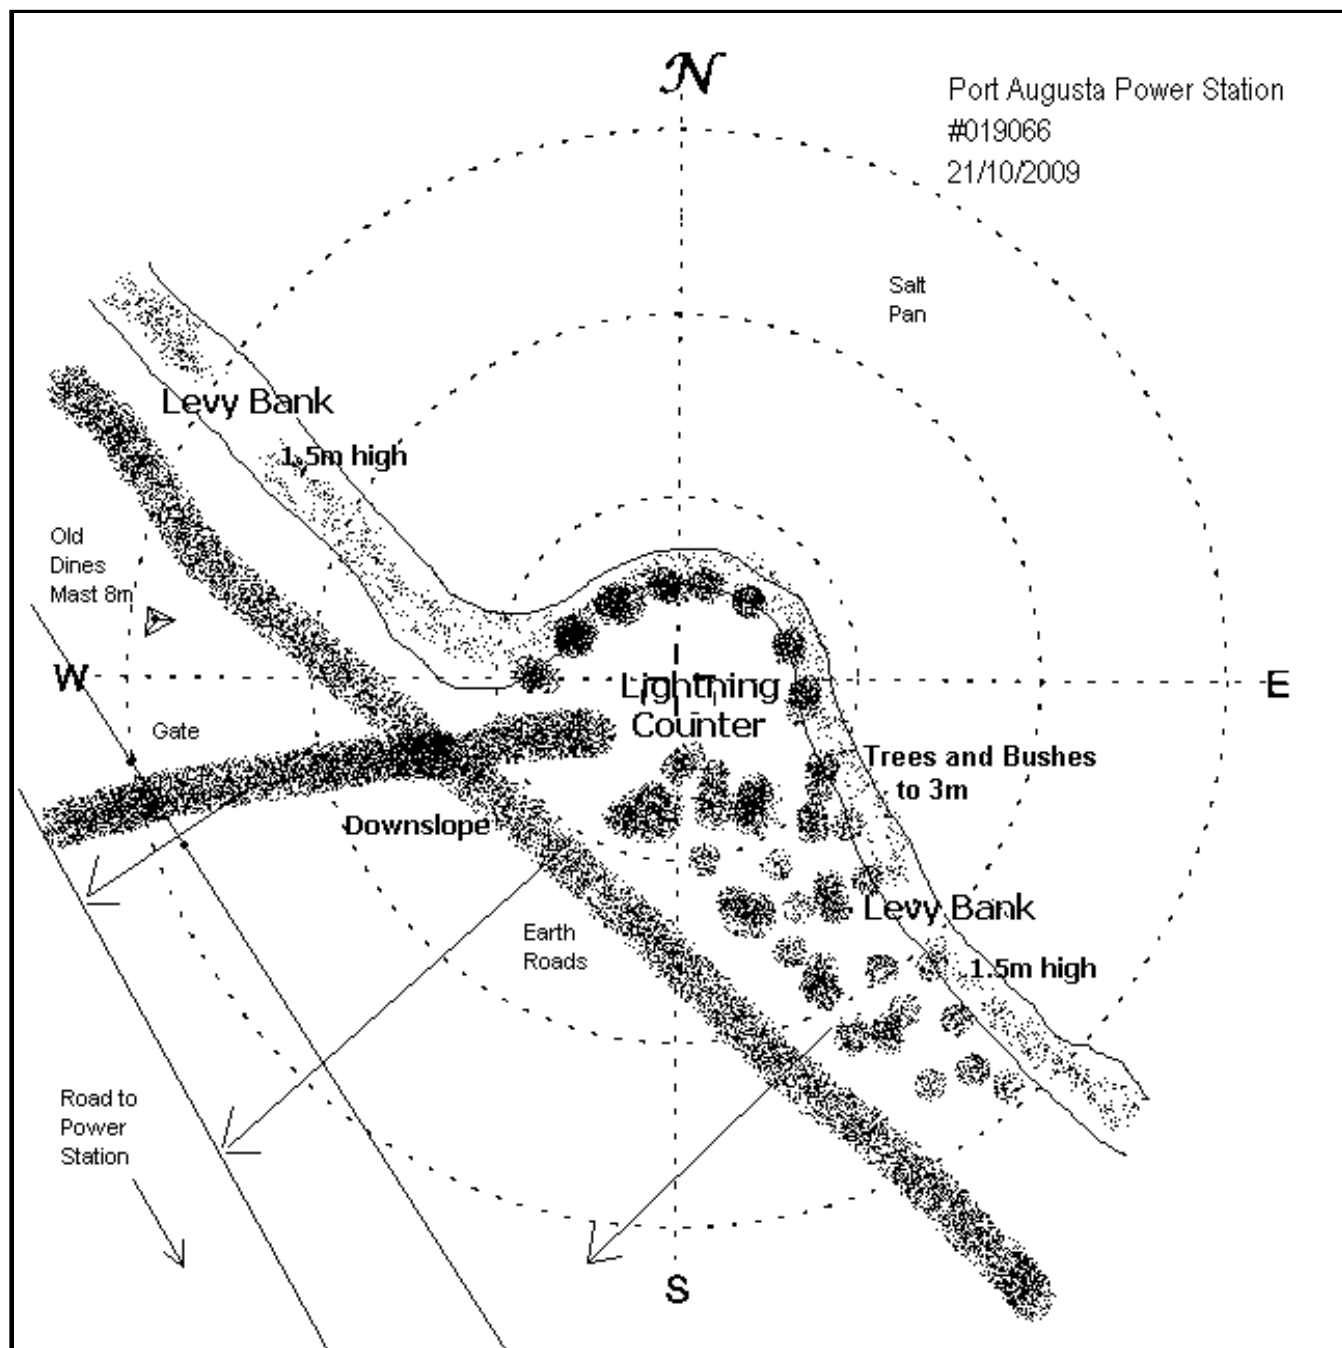 N
Port Augusta Power Station
#019066
21/10/2009
Salt
Pan
Levy Bank
1.5m high
Old
Dines
Mast 8m
W
E
Lightning
Counter
Gate
Trees and Bushes
to 3m
Downslope
Levy Bank
Earth
Roads
1.5m high
Road to
Power
Station
S